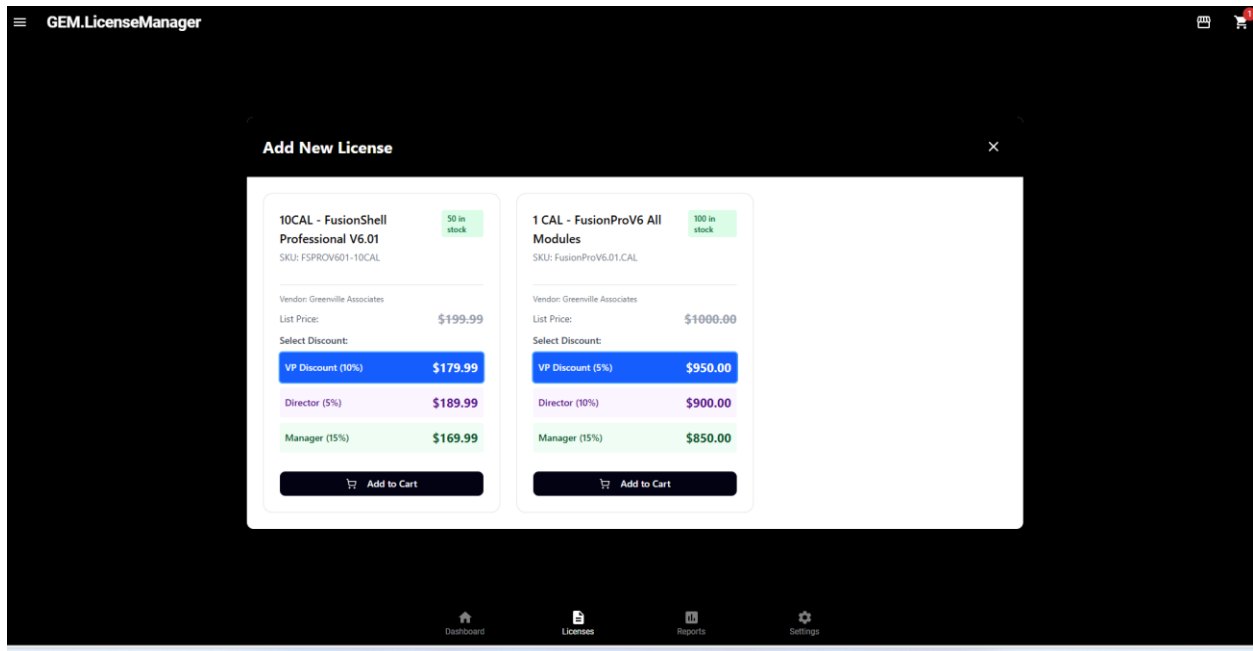 GEM.LicenseManager
1
Add New License
10CAL - FusionShell
Professional V6.01
50 in
stock
SKU: FSPROV601-10CAL
Vendor: Greenville Associates
List Price:
$199.99
Select Discount:
VP Discount (10%)
$179.99
Director (5%)
$189.99
Manager (15%)
$169.99
Add to Cart
1 CAL - FusionProV6 All
Modules
100 in
stock
SKU: FusionProV6.01.CAL
Vendor: Greenville Associates
List Price:
$1000.00
Select Discount:
VP Discount (5%)
$950.00
Director (10%)
$900.00
Manager (15%)
$850.00
Add to Cart
Dashboard
Licenses
Reports
Settings